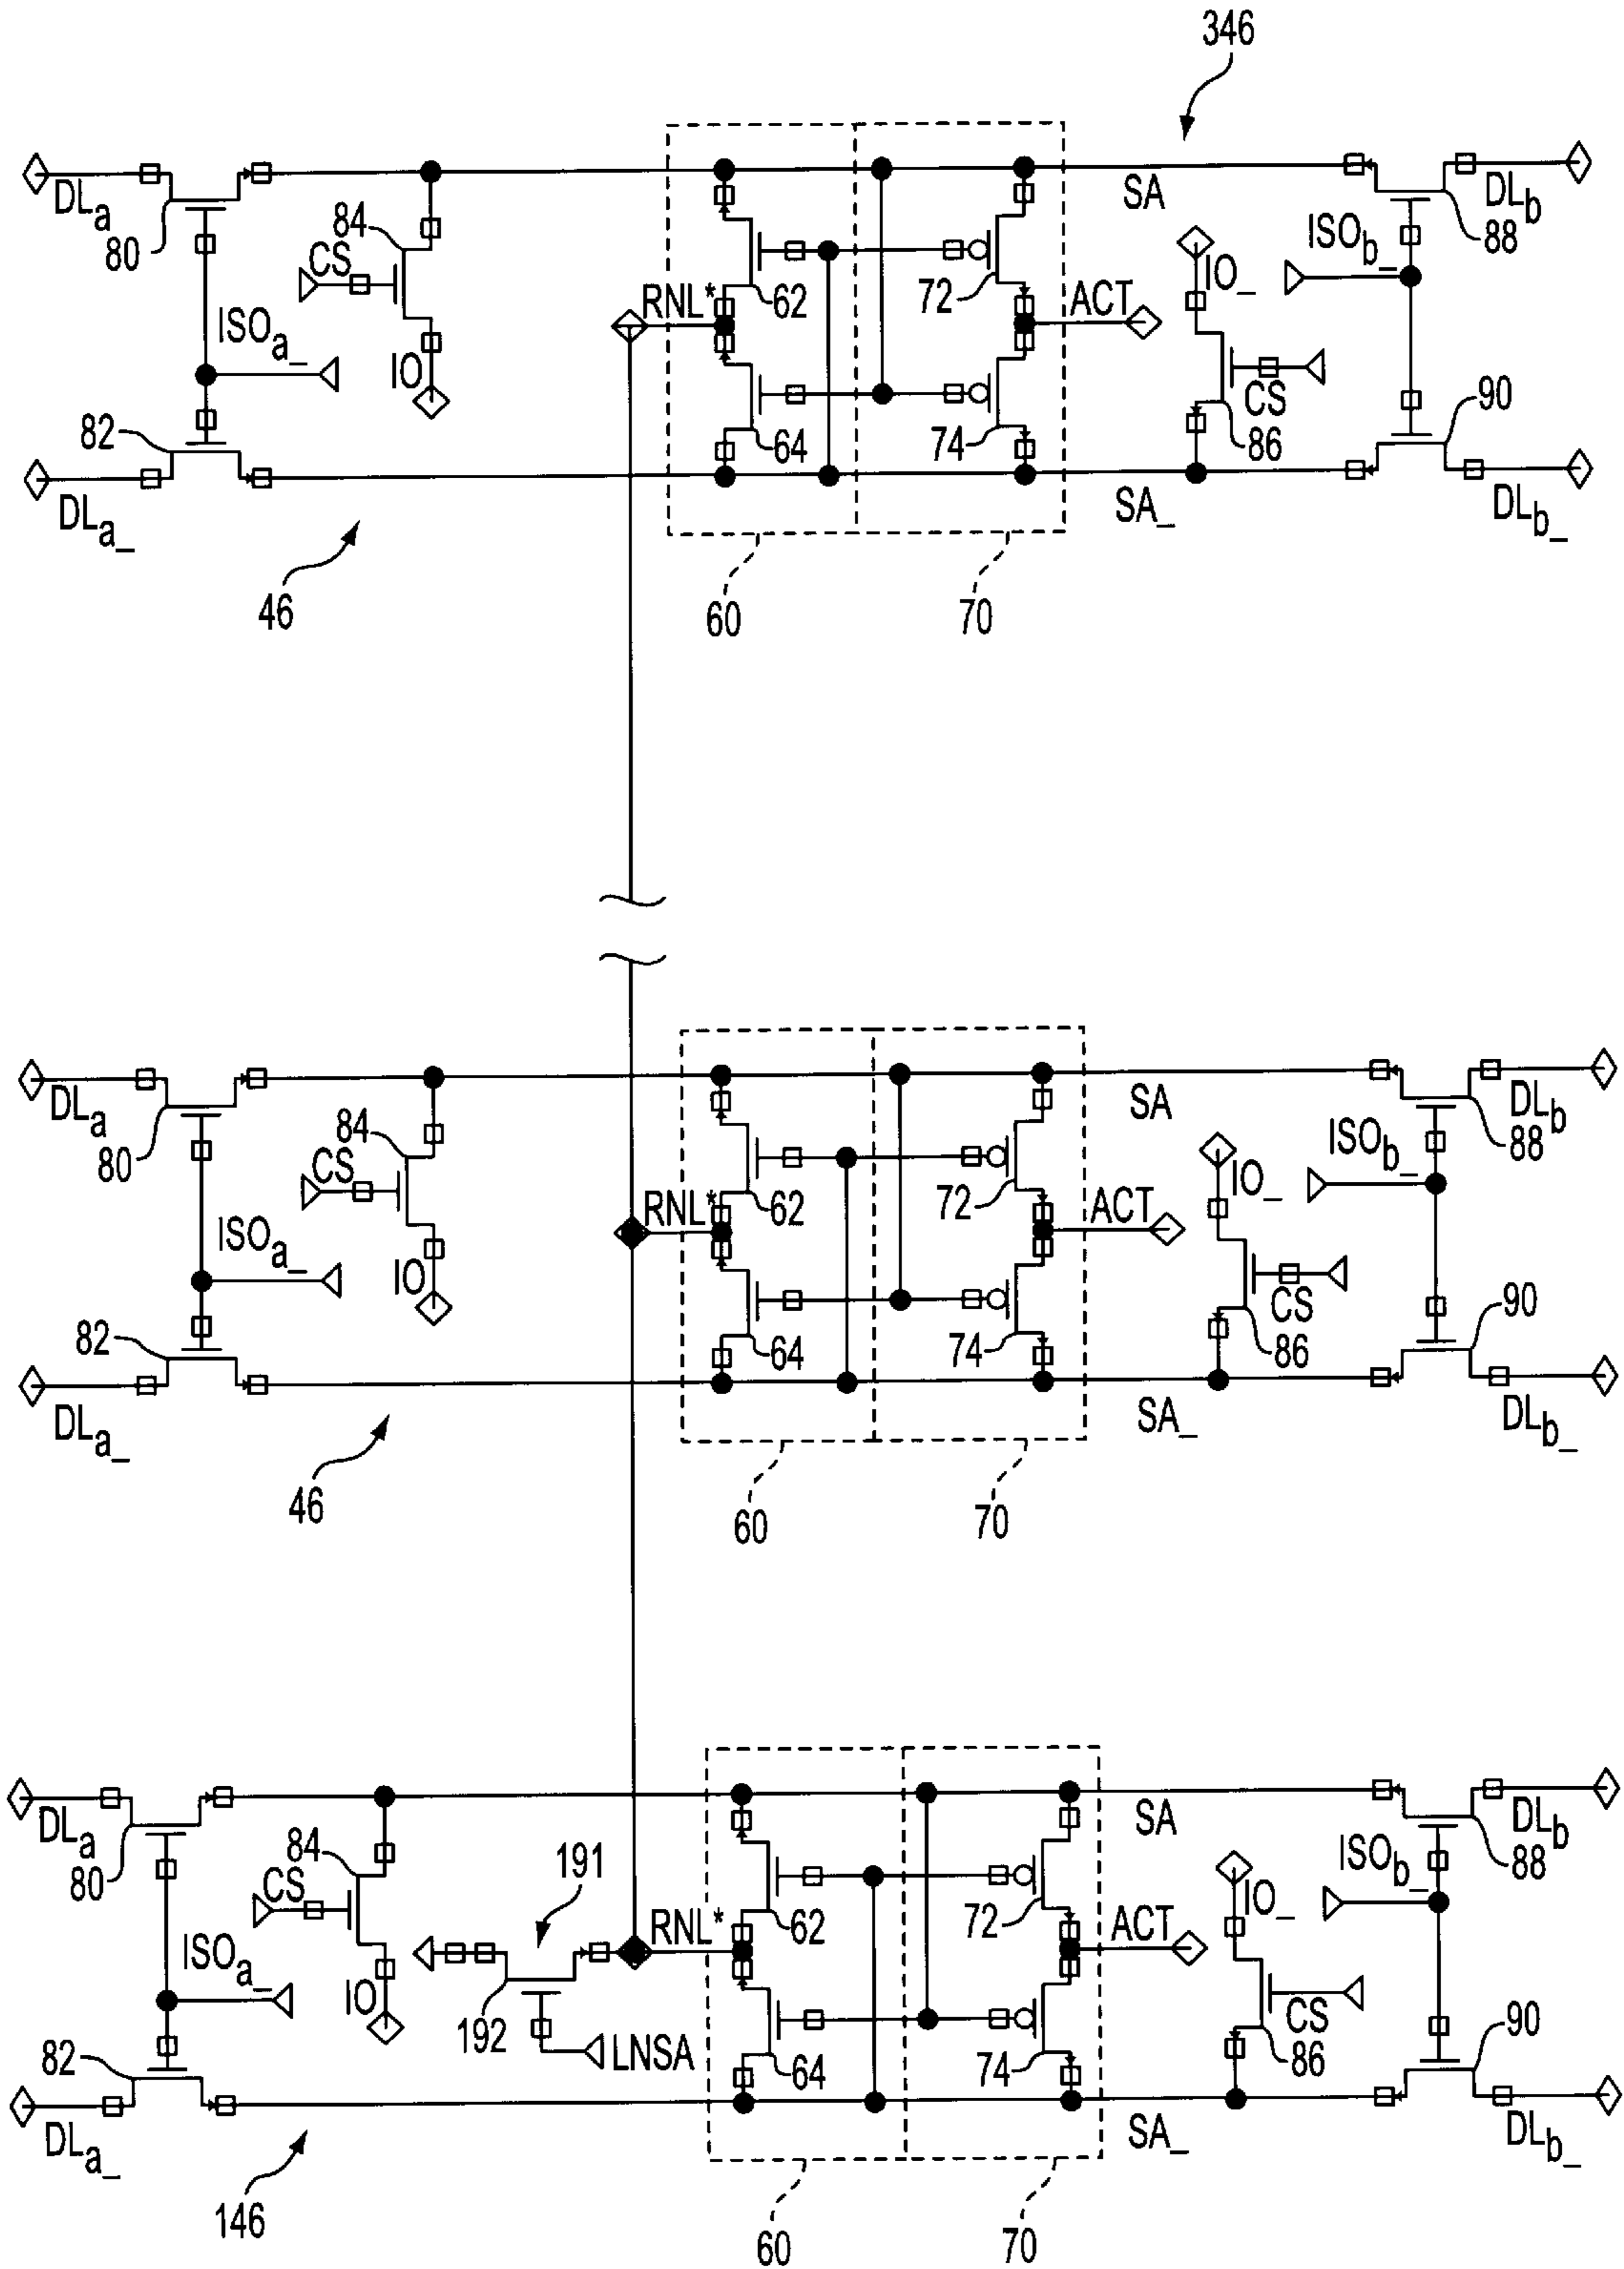 346
DLa
80
84
CS
ISOa_
IO
82
DLa_
46
RNL*
62
64
60
72
74
70
ACT
SA
SA_
IO_
CS
86
ISOb_
DLb
88
90
DLb_
DLa
80
84
CS
ISOa_
IO
82
DLa_
46
RNL*
62
64
60
72
74
70
ACT
SA
SA_
IO_
CS
86
ISOb_
DLb
88
90
DLb_
DLa
80
84
CS
ISOa_
IO
82
DLa_
146
191
192
LNSA
RNL*
62
64
60
72
74
70
ACT
SA
SA_
IO_
CS
86
ISOb_
DLb
88
90
DLb_